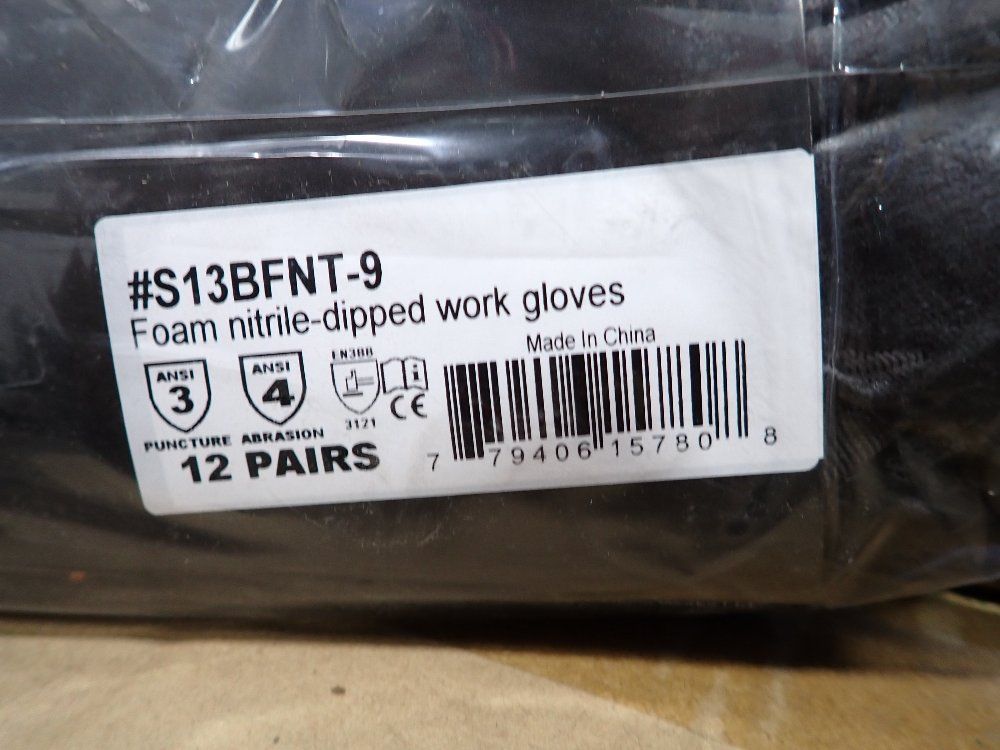 #S13BFNT-9
Foam nitrile-dipped work gloves
Made In China
ANSI
3
PUNCTURE
ANSI
4
ABRASION
EN388
3121
i
CE
12 PAIRS
7 79406 15780 8